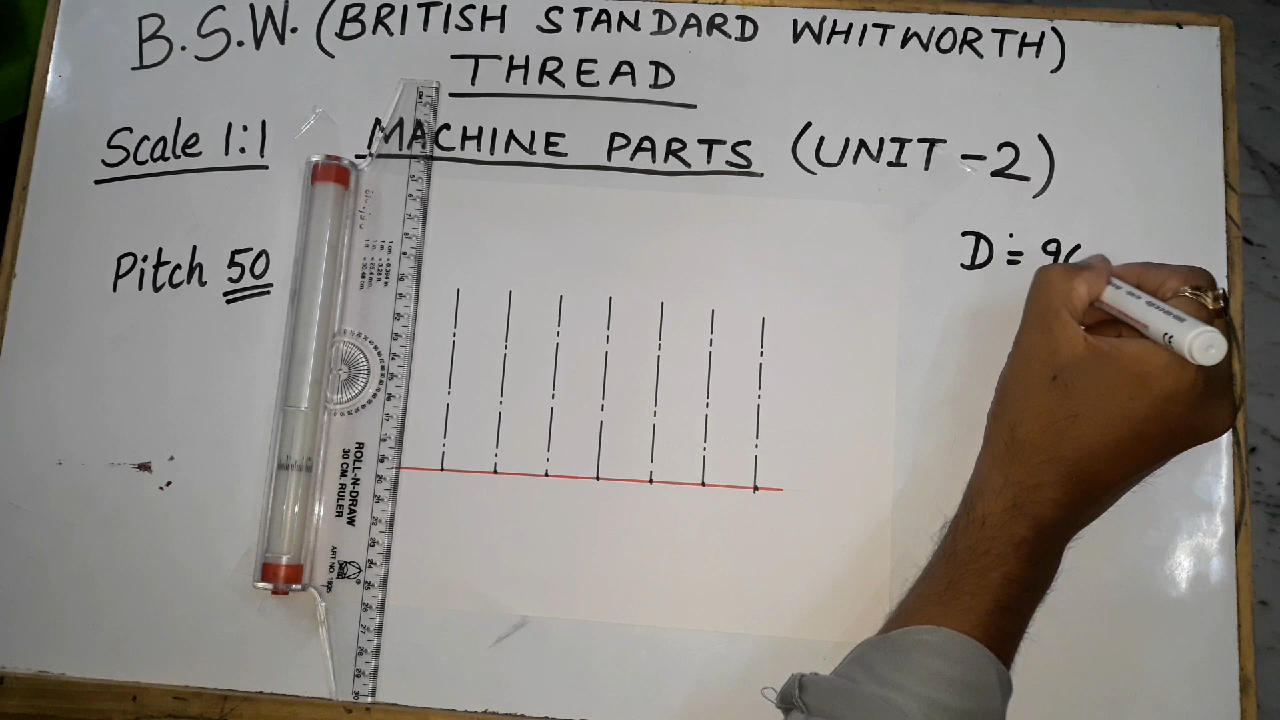 B.S.W. (BRITISH STANDARD WHITWORTH)
THREAD
Scale 1:1 MACHINE PARTS (UNIT-2)
Pitch 50
D = 9
ROLL-N-DRAW
30 CM. RULER